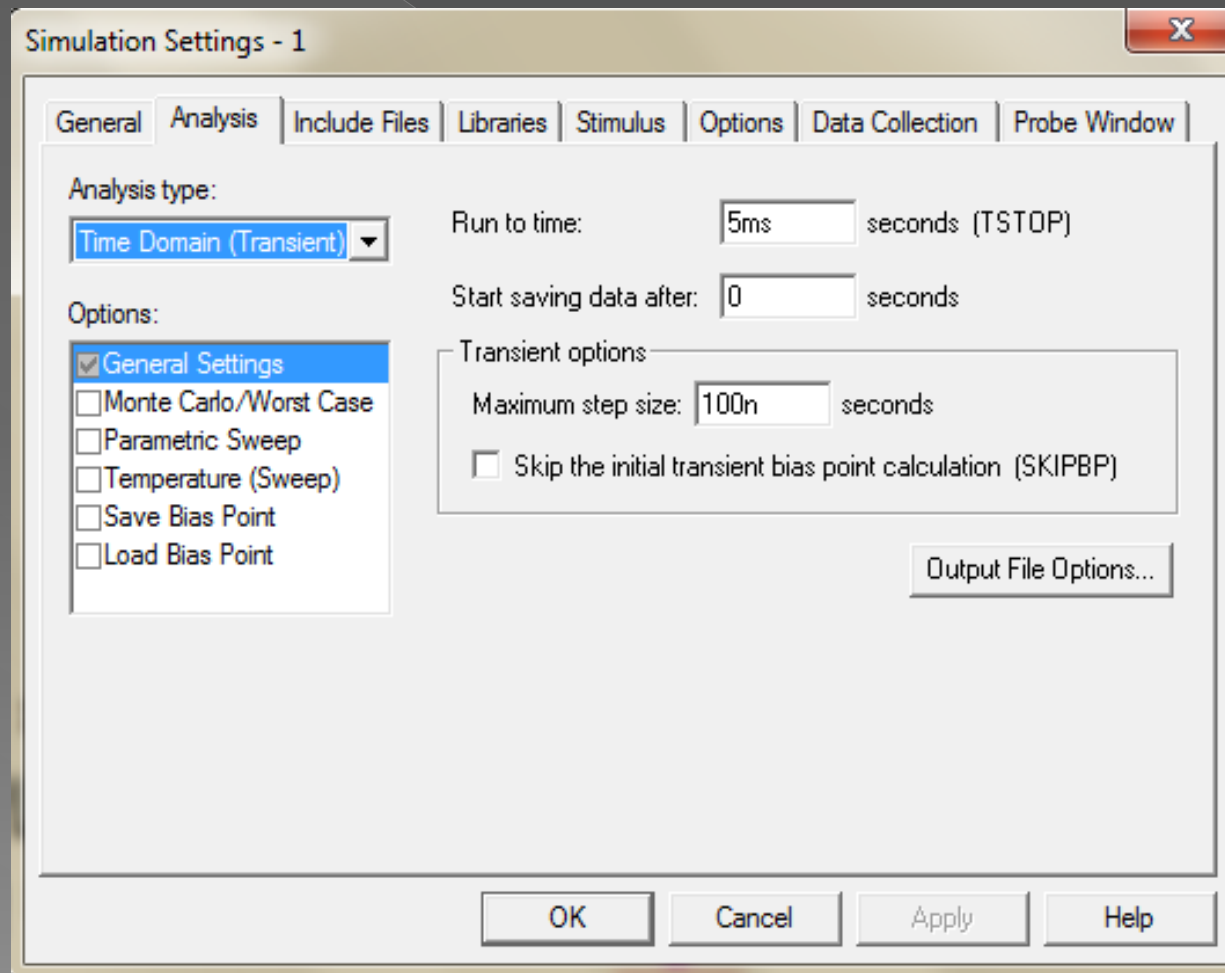 Simulation Settings - 1
General Analysis Include Files Libraries Stimulus Options Data Collection Probe Window
Analysis type:
Time Domain (Transient)
Options:
General Settings
Monte Carlo/Worst Case
Parametric Sweep
Temperature (Sweep)
Save Bias Point
Load Bias Point
Run to time: 5ms seconds (TSTOP)
Start saving data after: 0 seconds
Transient options
Maximum step size: 100n seconds
Skip the initial transient bias point calculation (SKIPBP)
Output File Options...
OK Cancel Apply Help